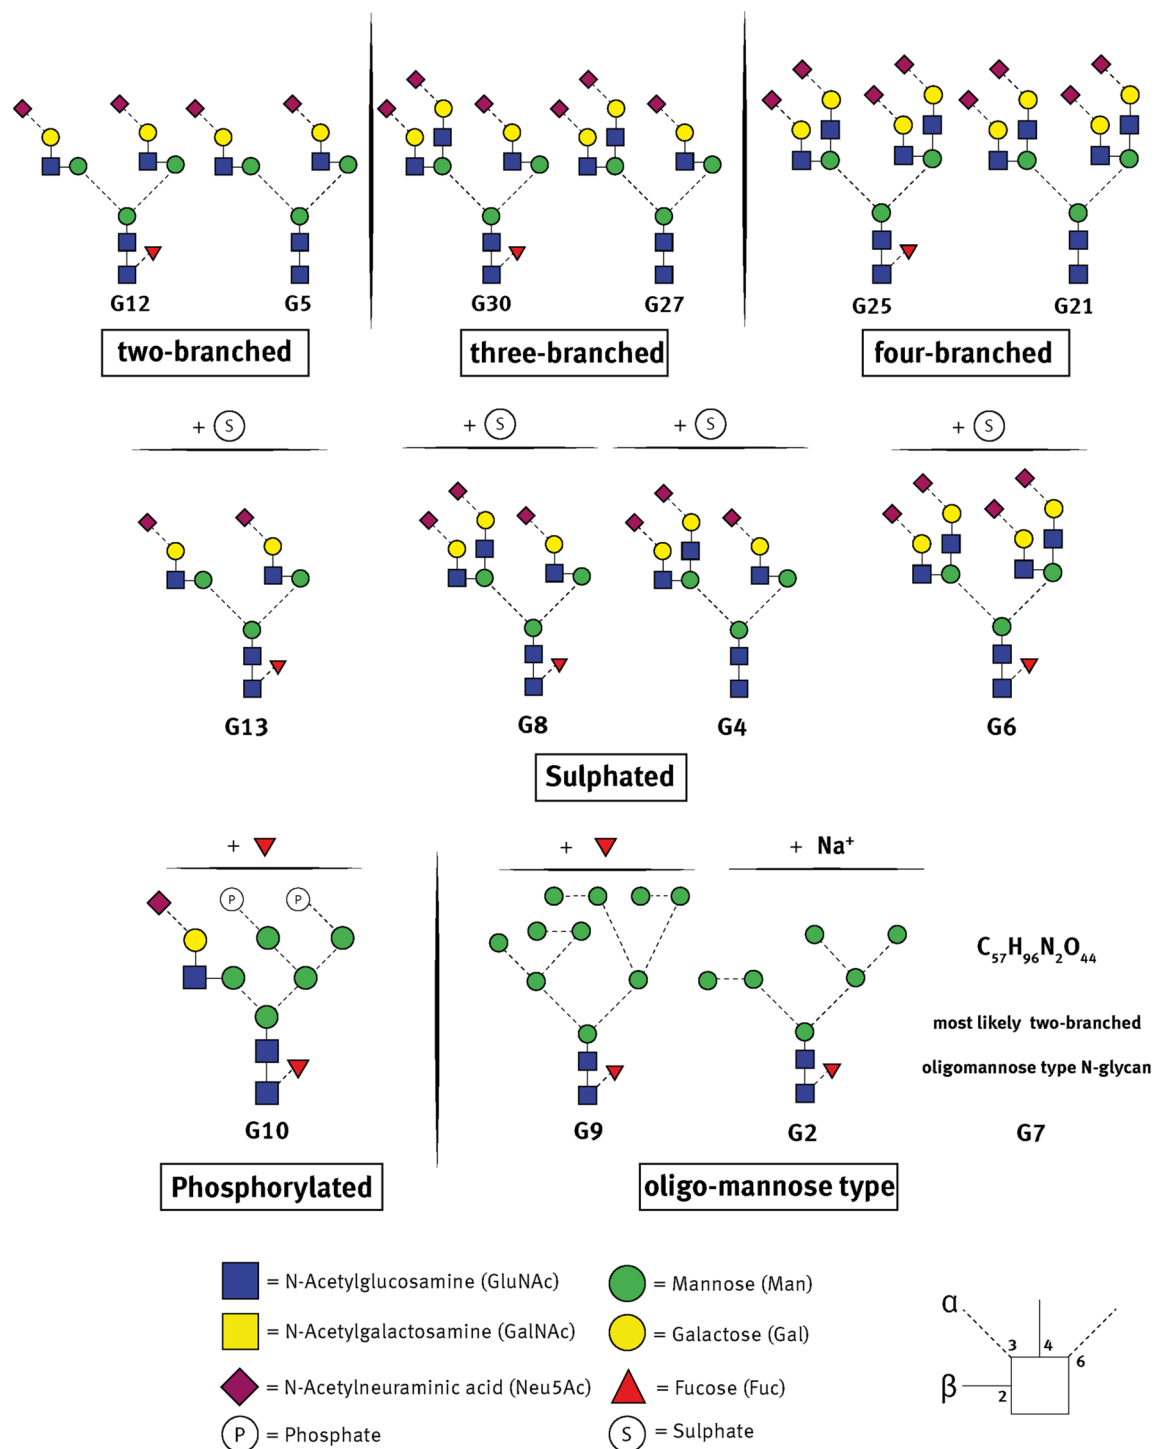 G12
G5
G30
G27
G25
G21
two-branched
three-branched
four-branched
+ S
+ S
+ S
+ S
G13
G8
G4
G6
Sulphated
+
+
+ Na⁺
P
P
C₅₇H₉₆N₂O₄₄
most likely two-branched
oligomannose type N-glycan
G10
G9
G2
G7
Phosphorylated
oligo-mannose type
= N-Acetylglucosamine (GluNAc)
= Mannose (Man)
= N-Acetylgalactosamine (GalNAc)
= Galactose (Gal)
= N-Acetylneuraminic acid (Neu5Ac)
= Fucose (Fuc)
P = Phosphate
S = Sulphate
α
3
4
6
β
2